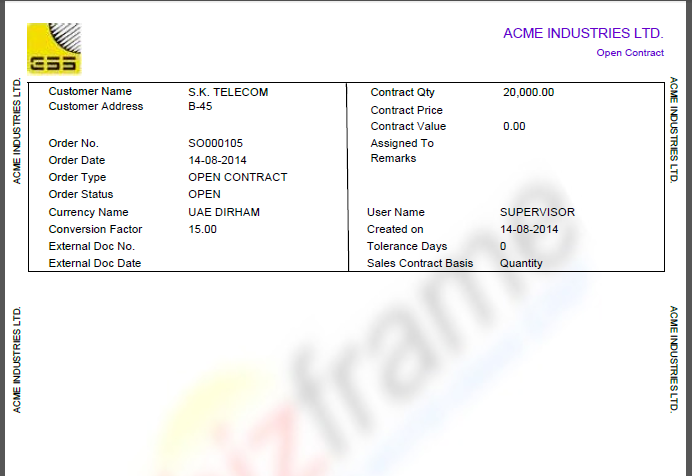 ACME INDUSTRIES LTD.
Open Contract
ESS
ACME INDUSTRIES LTD.
ACME INDUSTRIES LTD.
Customer Name S.K. TELECOM
Customer Address B-45
Order No. SO000105
Order Date 14-08-2014
Order Type OPEN CONTRACT
Order Status OPEN
Currency Name UAE DIRHAM
Conversion Factor 15.00
External Doc No.
External Doc Date
Contract Qty 20,000.00
Contract Price
Contract Value 0.00
Assigned To
Remarks
User Name SUPERVISOR
Created on 14-08-2014
Tolerance Days 0
Sales Contract Basis Quantity
ACME INDUSTRIES LTD.
ACME INDUSTRIES LTD.
bizframe